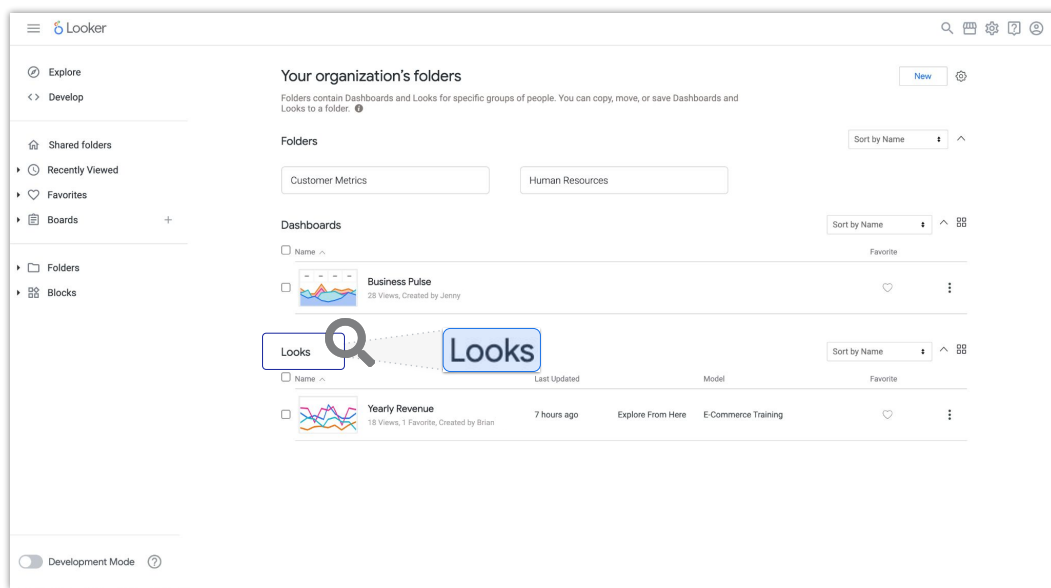 Looker
Explore
Develop
Shared folders
Recently Viewed
Favorites
Boards
Folders
Blocks
Development Mode
Your organization's folders
New
Folders contain Dashboards and Looks for specific groups of people. You can copy, move, or save Dashboards and
Looks to a folder.
Folders
Sort by Name
Customer Metrics
Human Resources
Dashboards
Sort by Name
Name
Favorite
Business Pulse
28 Views, Created by Jenny
Looks
Looks
Sort by Name
Name
Last Updated
Model
Favorite
Yearly Revenue
18 Views, 1 Favorite, Created by Brian
7 hours ago
Explore From Here
E-Commerce Training